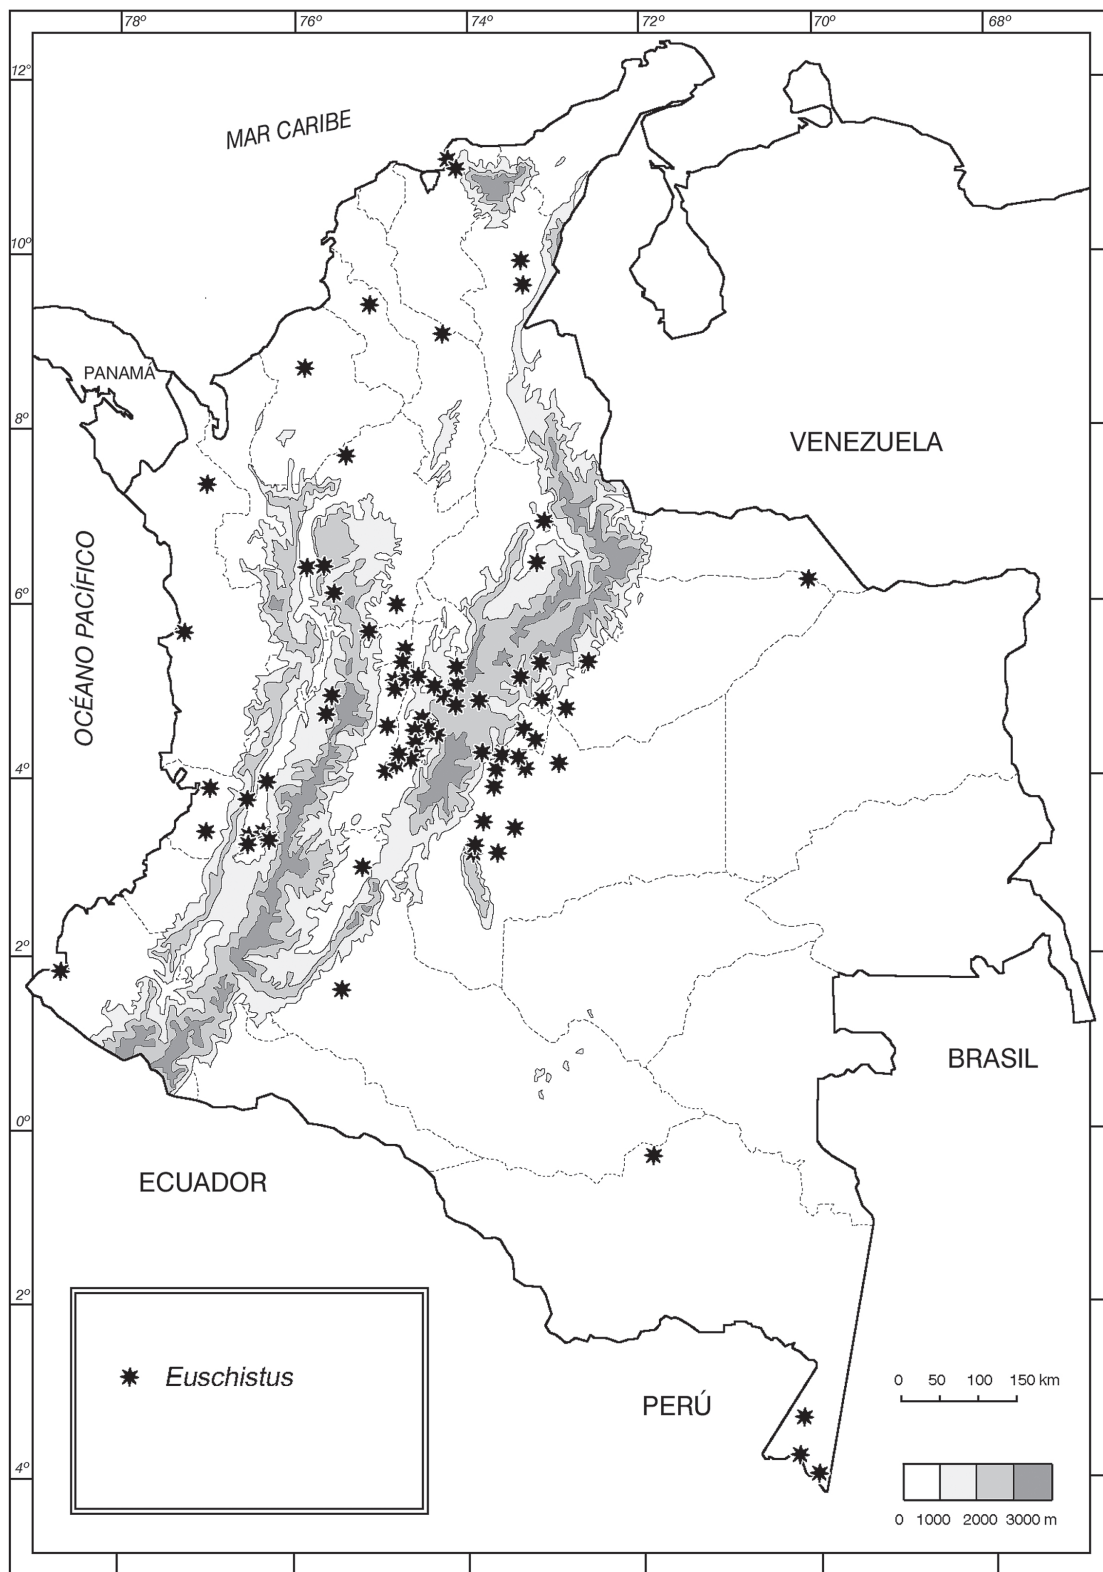 78º 76º 74º 72º 70º 68º
12º
MAR CARIBE
10º
PANAMÁ
8º
VENEZUELA
OCÉANO PACÍFICO
6º
4º
2º
BRASIL
0º
ECUADOR
2º
Euschistus
PERÚ
0 50 100 150 km
4º
0 1000 2000 3000 m